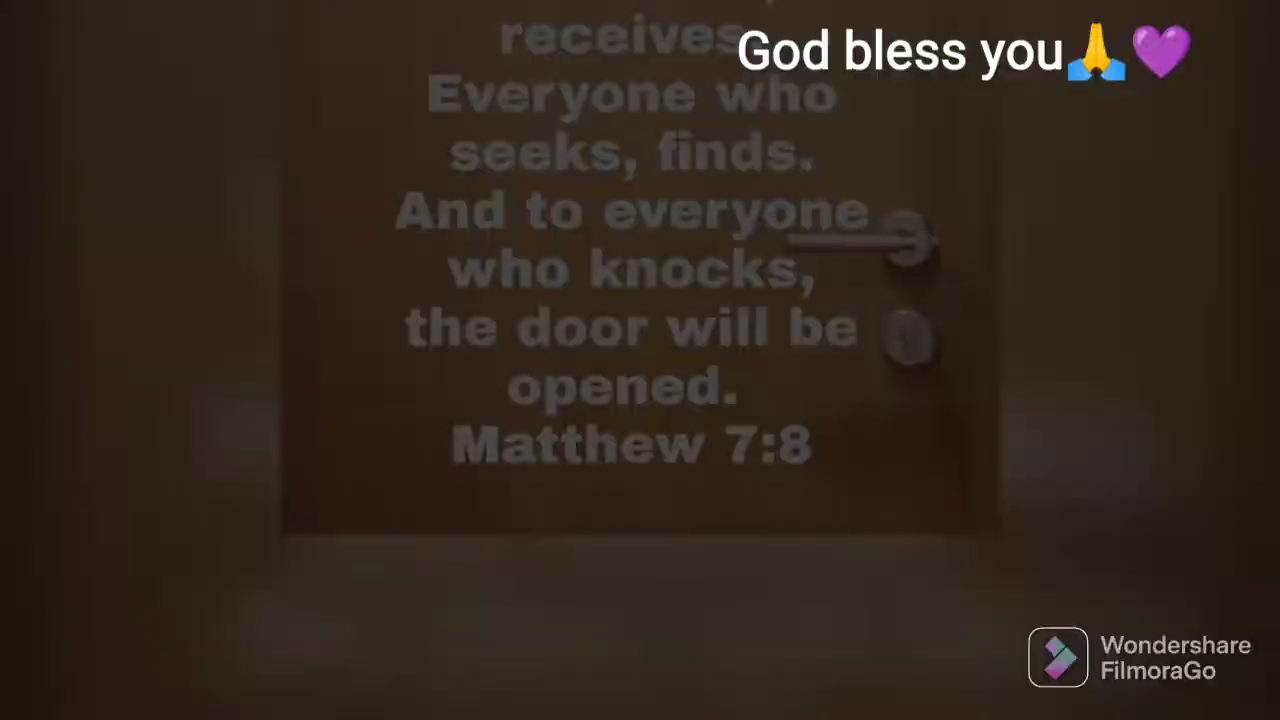 receives
God bless you🙏💜
Everyone who
seeks, finds.
And to everyone
who knocks,
the door will be
opened.
Matthew 7:8
Wondershare
FilmoraGo